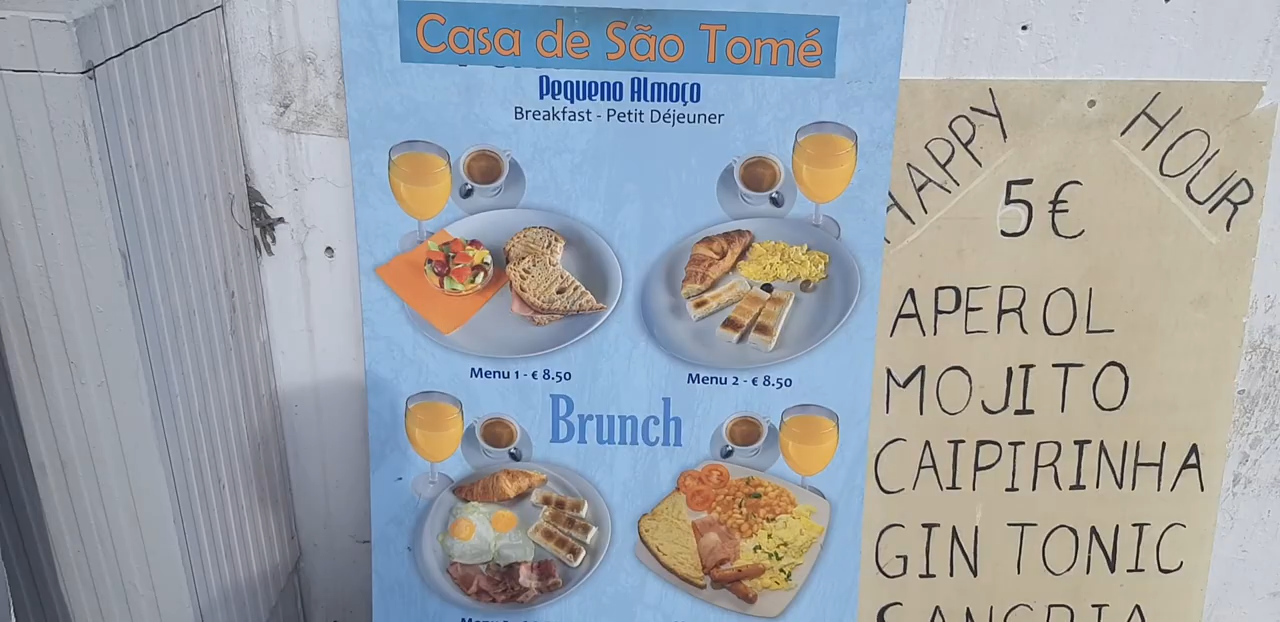 Casa de São Tomé
Pequeno Almoço
Breakfast - Petit Déjeuner
Menu 1 - € 8.50
Menu 2 - € 8.50
Brunch
HAPPY HOUR
5€
APEROL
MOJITO
CAIPIRINHA
GIN TONIC
SANGRIA